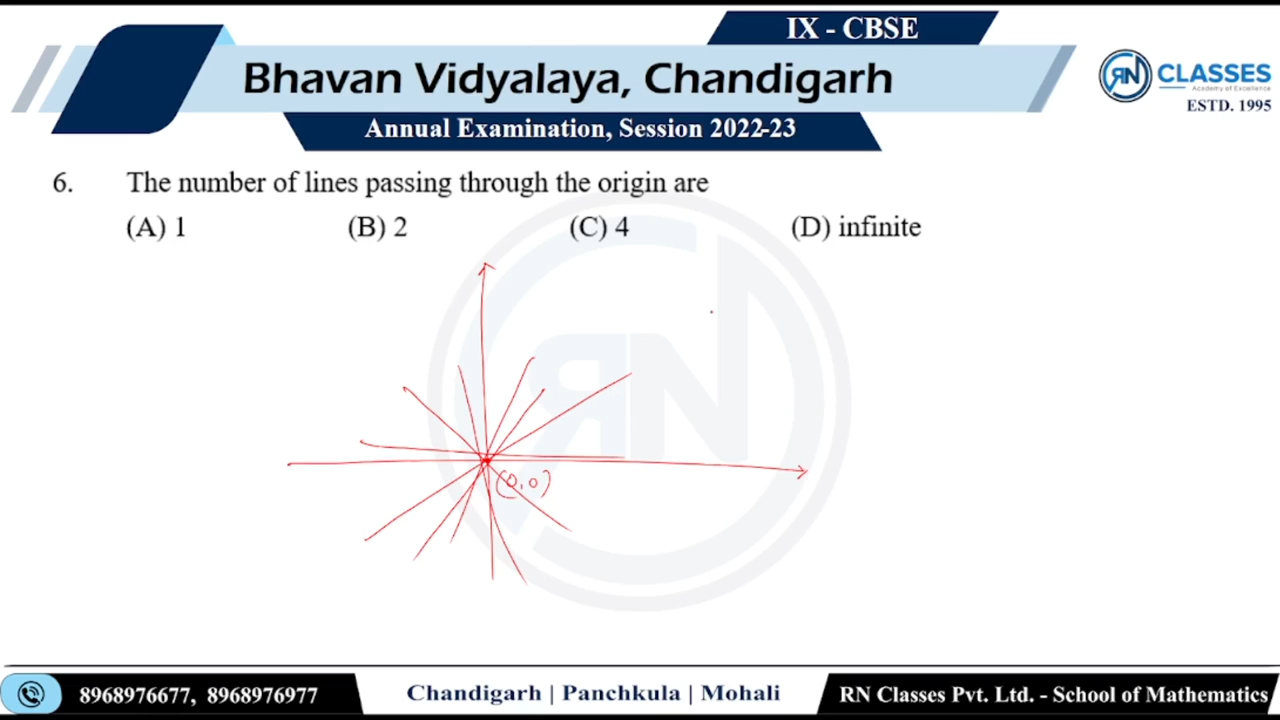 IX - CBSE
Bhavan Vidyalaya, Chandigarh
RN CLASSES
Academy of Excellence
ESTD. 1995
Annual Examination, Session 2022-23
6. The number of lines passing through the origin are
(A) 1 (B) 2 (C) 4 (D) infinite
RN
(0,0)
8968976677, 8968976977
Chandigarh | Panchkula | Mohali
RN Classes Pvt. Ltd. - School of Mathematics